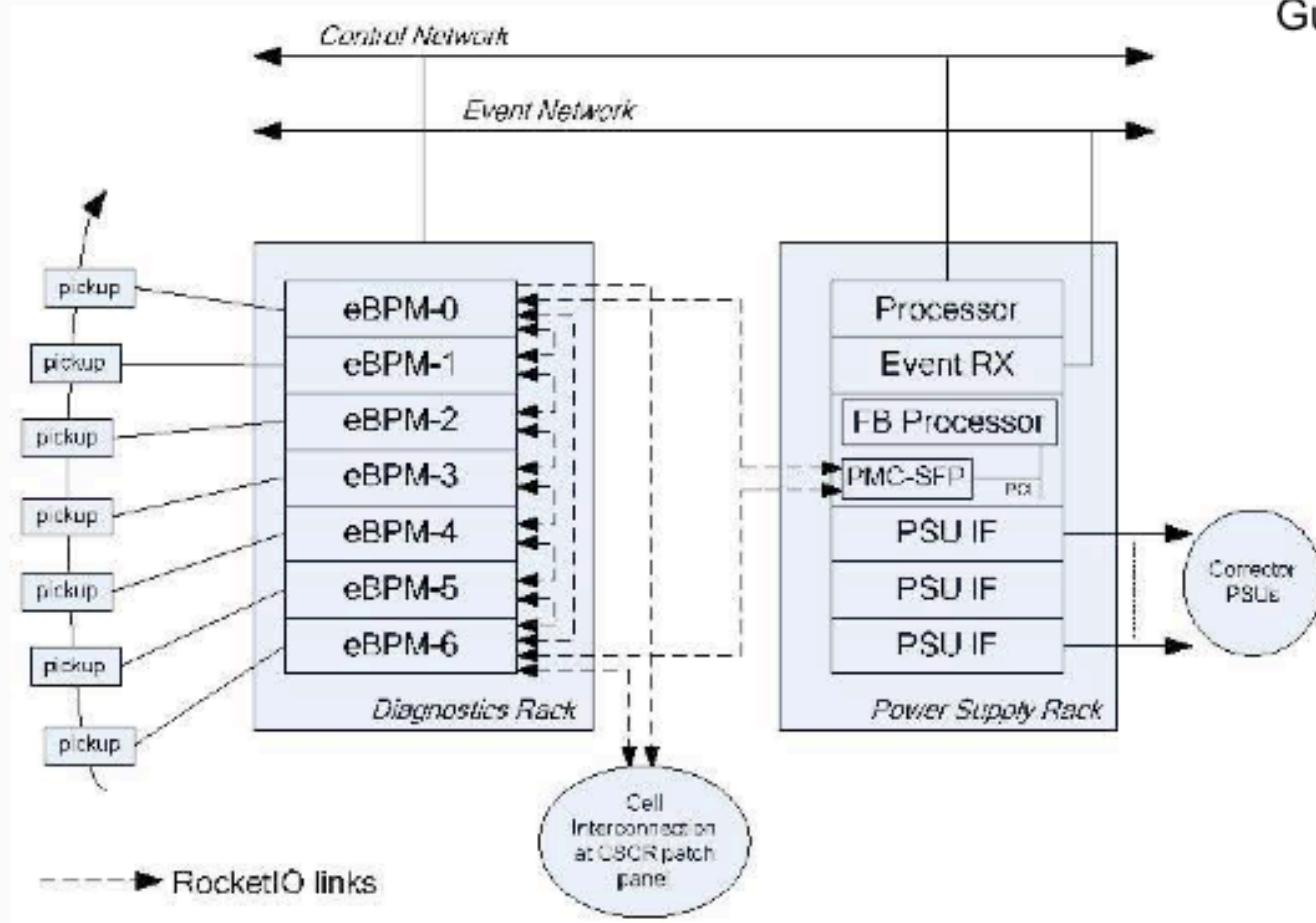 Gu
Control Network
Event Network
pickup
pickup
pickup
pickup
pickup
pickup
pickup
eBPM-0
eBPM-1
eBPM-2
eBPM-3
eBPM-4
eBPM-5
eBPM-6
Diagnostics Rack
Processor
Event RX
FB Processor
PMC-SFP
PCI
PSU IF
PSU IF
PSU IF
Power Supply Rack
Corrector
PSUs
Cell
Interconnection
at CSCR patch
panel
RocketIO links